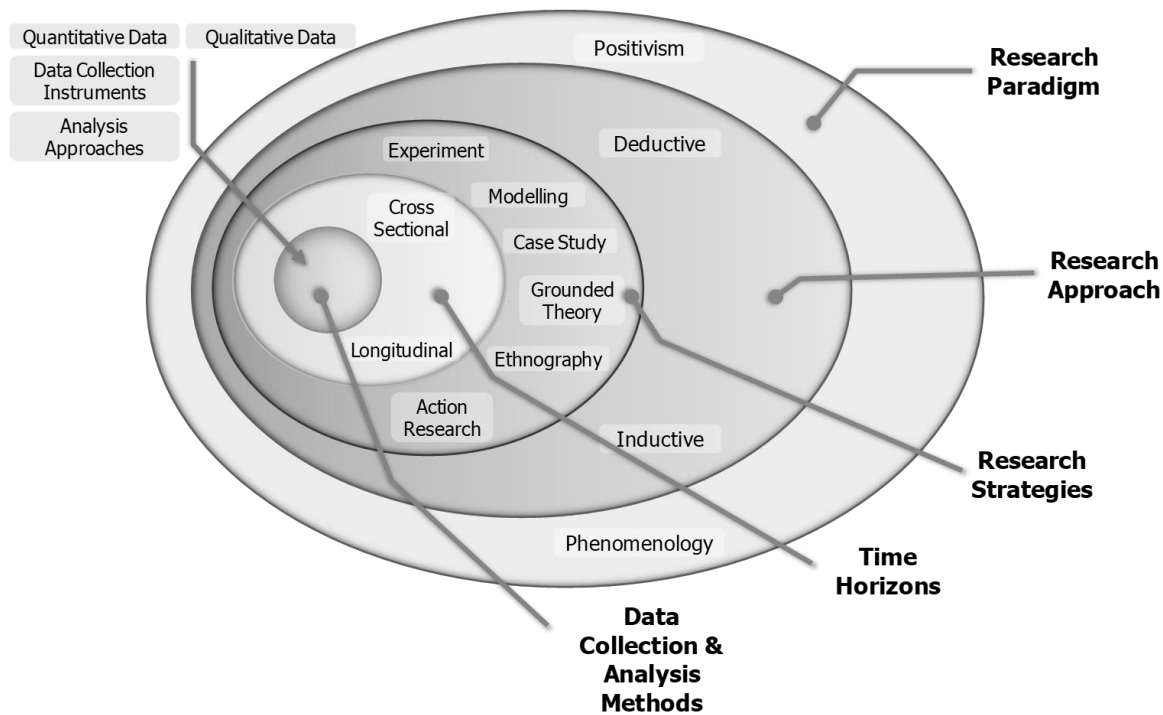 Quantitative Data
Qualitative Data
Data Collection
Instruments
Analysis
Approaches
Positivism
Deductive
Experiment
Modelling
Cross
Sectional
Case Study
Grounded
Theory
Longitudinal
Ethnography
Action
Research
Inductive
Phenomenology
Research
Paradigm
Research
Approach
Research
Strategies
Time
Horizons
Data
Collection &
Analysis
Methods